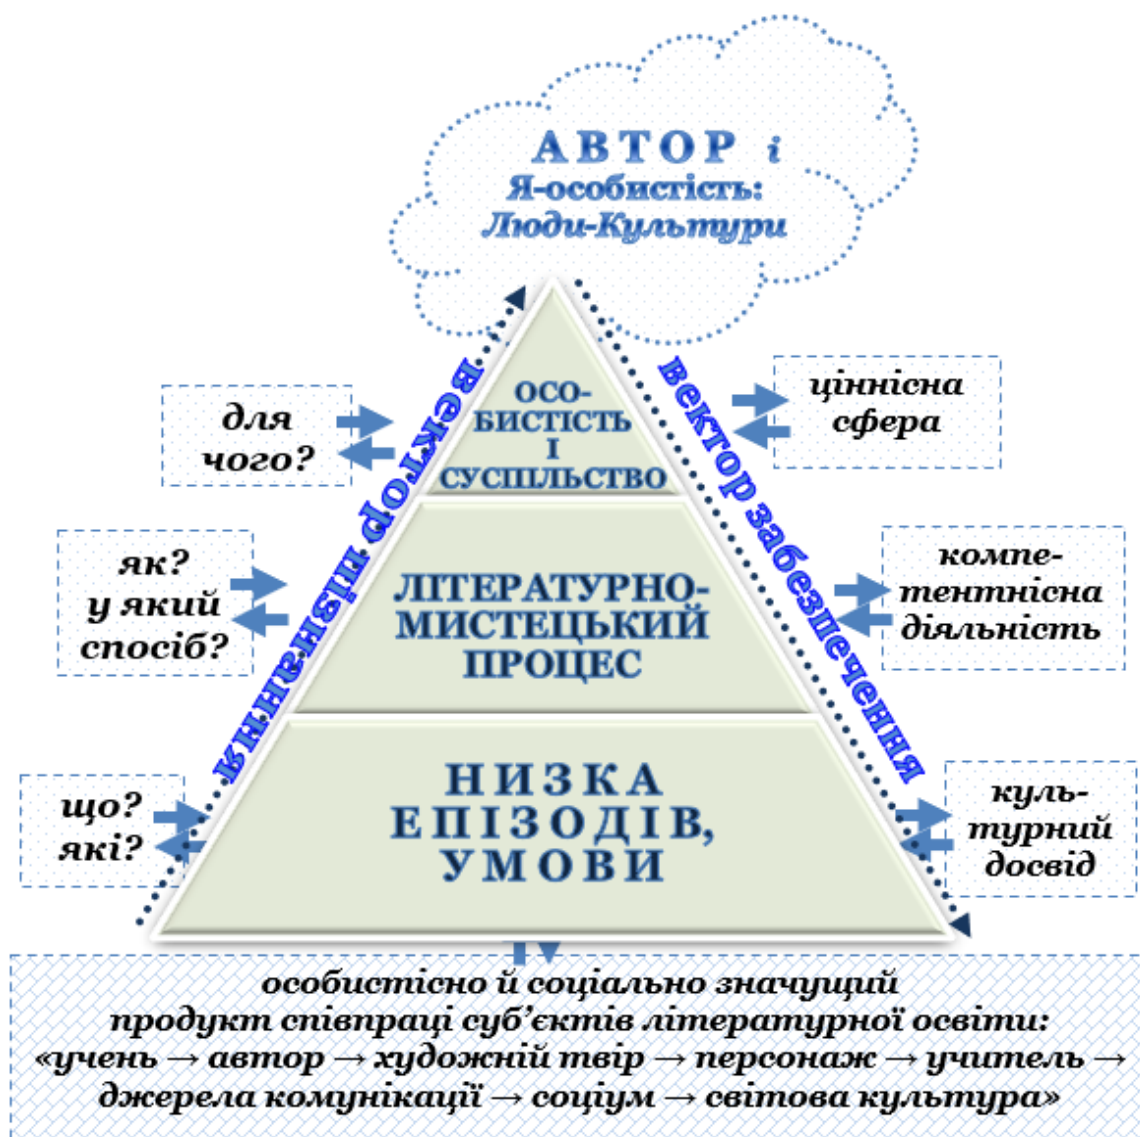 АВТОР і
Я-особистість:
Люди-Культури
вектор пізнання
вектор забезпечення
для
чого?
ОСО-
БИСТІСТЬ
І
СУСПІЛЬСТВО
ціннісна
сфера
як?
у який
спосіб?
ЛІТЕРАТУРНО-
МИСТЕЦЬКИЙ
ПРОЦЕС
компе-
тентнісна
діяльність
що?
які?
НИЗКА
ЕПІЗОДІВ,
УМОВИ
куль-
турний
досвід
особистісно й соціально значущий
продукт співпраці суб’єктів літературної освіти:
«учень → автор → художній твір → персонаж → учитель →
джерела комунікації → соціум → світова культура»